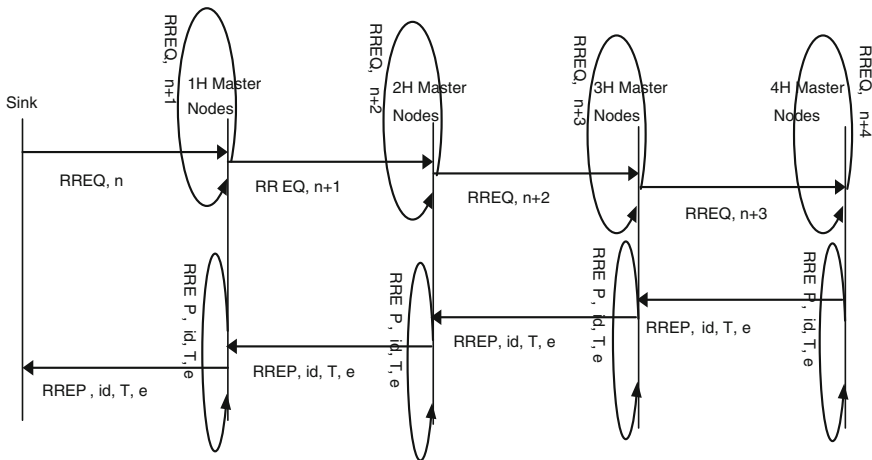 RREQ, n+1
1H Master
Nodes
RREQ, n+2
2H Master
Nodes
RREQ, n+3
3H Master
Nodes
4H Master
Nodes
RREQ, n+4
Sink
RREQ, n
RR EQ, n+1
RREQ, n+2
RREQ, n+3
RRE P, id, T, e
RRE P, id, T, e
RRE P, id, T, e
RRE P, id, T, e
RREP, id, T, e
RREP, id, T, e
RREP, id, T, e
RREP , id, T, e